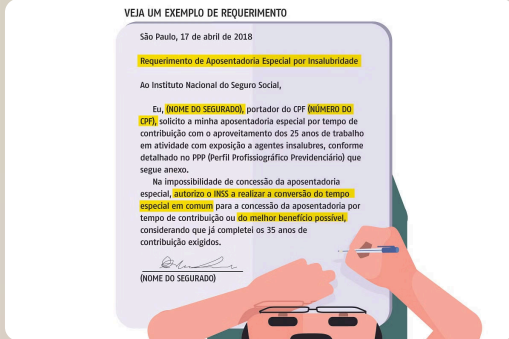 VEJA UM EXEMPLO DE REQUERIMENTO
São Paulo, 17 de abril de 2018
Requerimento de Aposentadoria Especial por Insalubridade
Ao Instituto Nacional do Seguro Social,
Eu, (NOME DO SEGURADO), portador do CPF (NÚMERO DO
CPF), solicito a minha aposentadoria especial por tempo de
contribuição com o aproveitamento dos 25 anos de trabalho
em atividade com exposição a agentes insalubres, conforme
detalhado no PPP (Perfil Profissiográfico Previdenciário) que
segue anexo.
Na impossibilidade de concessão da aposentadoria
especial, autorizo o INSS a realizar a conversão do tempo
especial em comum para a concessão da aposentadoria por
tempo de contribuição ou do melhor benefício possível,
considerando que já completei os 35 anos de
contribuição exigidos.
(NOME DO SEGURADO)